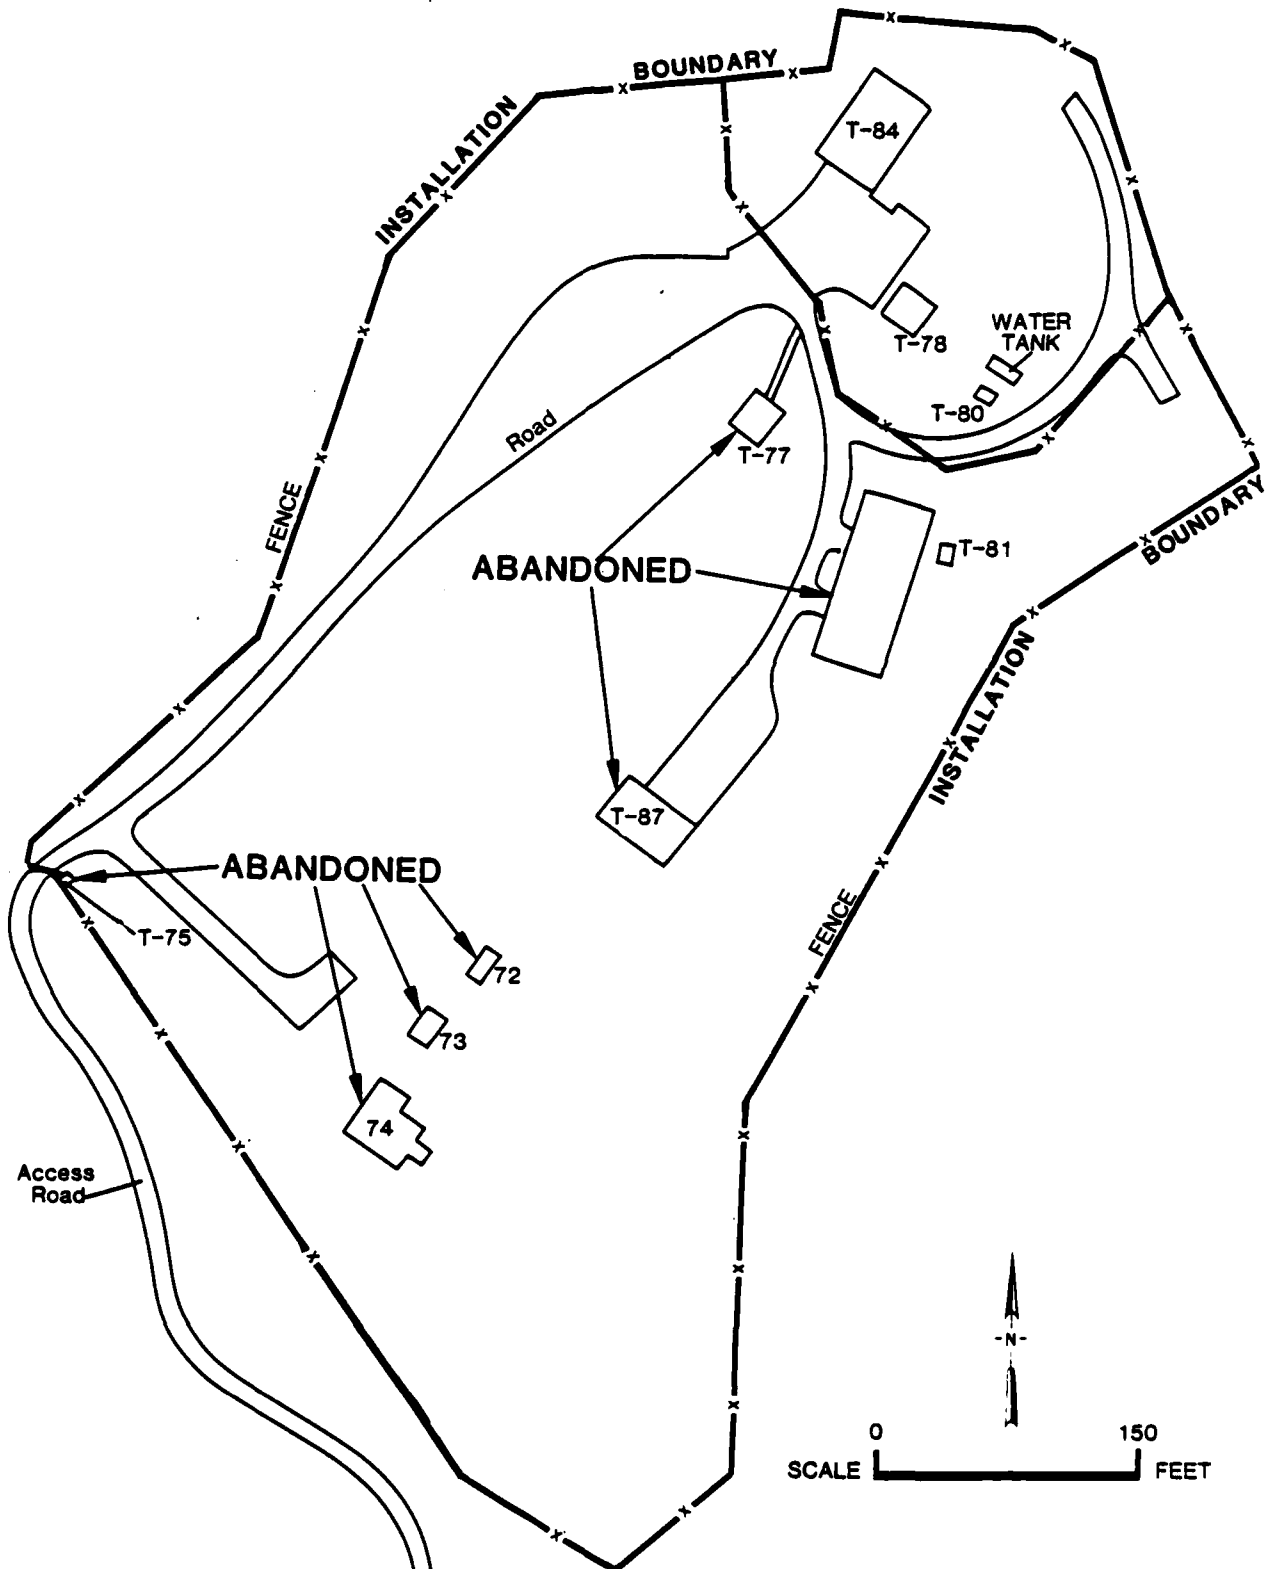 BOUNDARY
INSTALLATION
T-84
T-78
WATER
TANK
T-80
Road
T-77
FENCE
BOUNDARY
T-81
ABANDONED
INSTALLATION
T-87
ABANDONED
FENCE
T-75
72
73
74
Access
Road
-N-
0 150
SCALE FEET